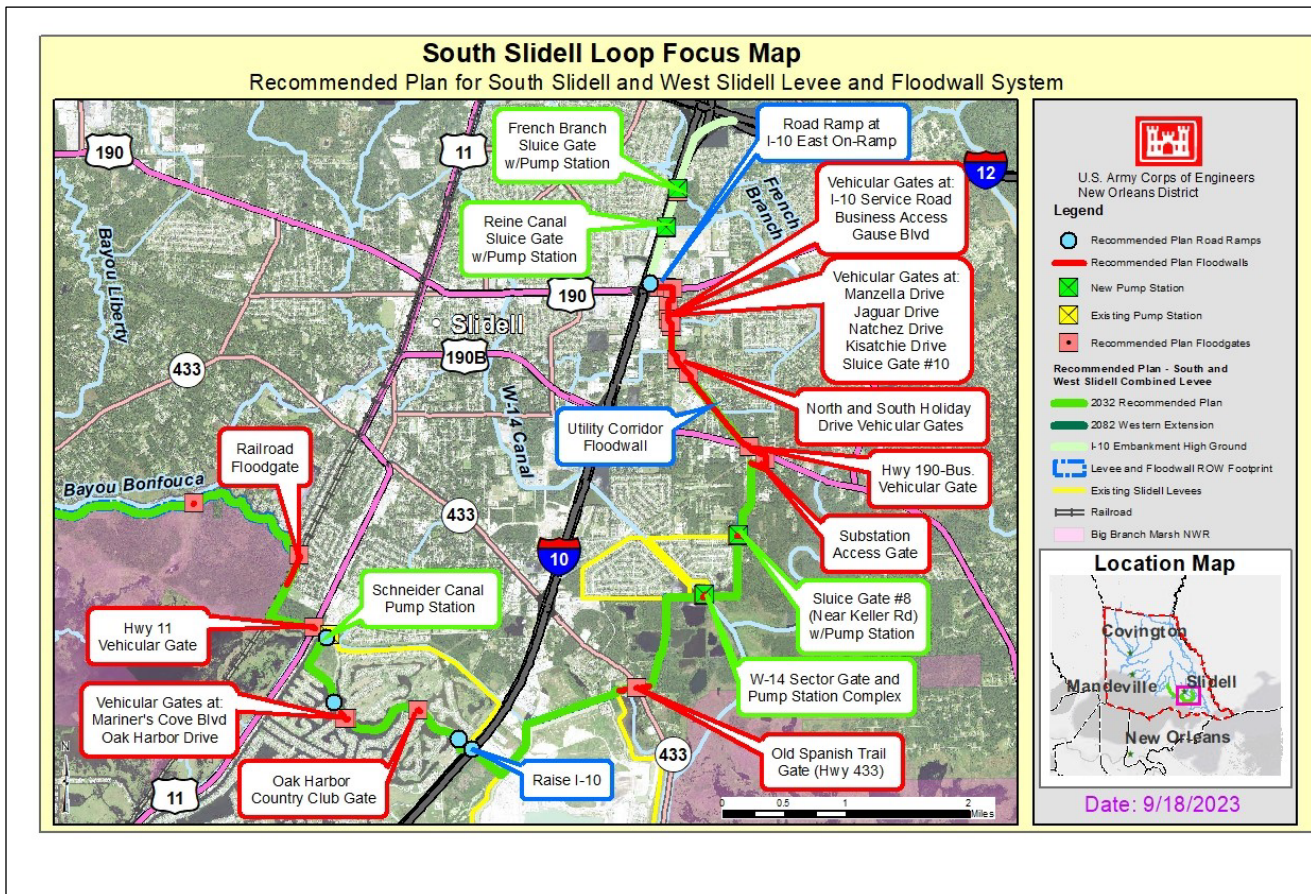 South Slidell Loop Focus Map
Recommended Plan for South Slidell and West Slidell Levee and Floodwall System
French Branch
Sluice Gate
w/Pump Station
Road Ramp at
I-10 East On-Ramp
190
11
12
French
Branch
Vehicular Gates at:
I-10 Service Road
Business Access
Gause Blvd
Reine Canal
Sluice Gate
w/Pump Station
Bayou Liberty
Vehicular Gates at:
Manzella Drive
Jaguar Drive
Natchez Drive
Kisatchie Drive
Sluice Gate #10
190
Slidell
190B
433
W-14 Canal
North and South Holiday
Drive Vehicular Gates
Utility Corridor
Floodwall
Railroad
Floodgate
Hwy 190-Bus.
Vehicular Gate
Bayou Bonfouca
433
Substation
Access Gate
10
Schneider Canal
Pump Station
Sluice Gate #8
(Near Keller Rd)
w/Pump Station
Hwy 11
Vehicular Gate
W-14 Sector Gate and
Pump Station Complex
Vehicular Gates at:
Mariner's Cove Blvd
Oak Harbor Drive
Old Spanish Trail
Gate (Hwy 433)
433
Oak Harbor
Country Club Gate
Raise I-10
11
N
0 0.5 1 2
Miles
U.S. Army Corps of Engineers
New Orleans District
Legend
Recommended Plan Road Ramps
Recommended Plan Floodwalls
New Pump Station
Existing Pump Station
Recommended Plan Floodgates
Recommended Plan - South and
West Slidell Combined Levee
2032 Recommended Plan
2082 Western Extension
I-10 Embankment High Ground
Levee and Floodwall ROW Footprint
Existing Slidell Levees
Railroad
Big Branch Marsh NWR
Location Map
Covington
Mandeville
Slidell
New Orleans
Date: 9/18/2023